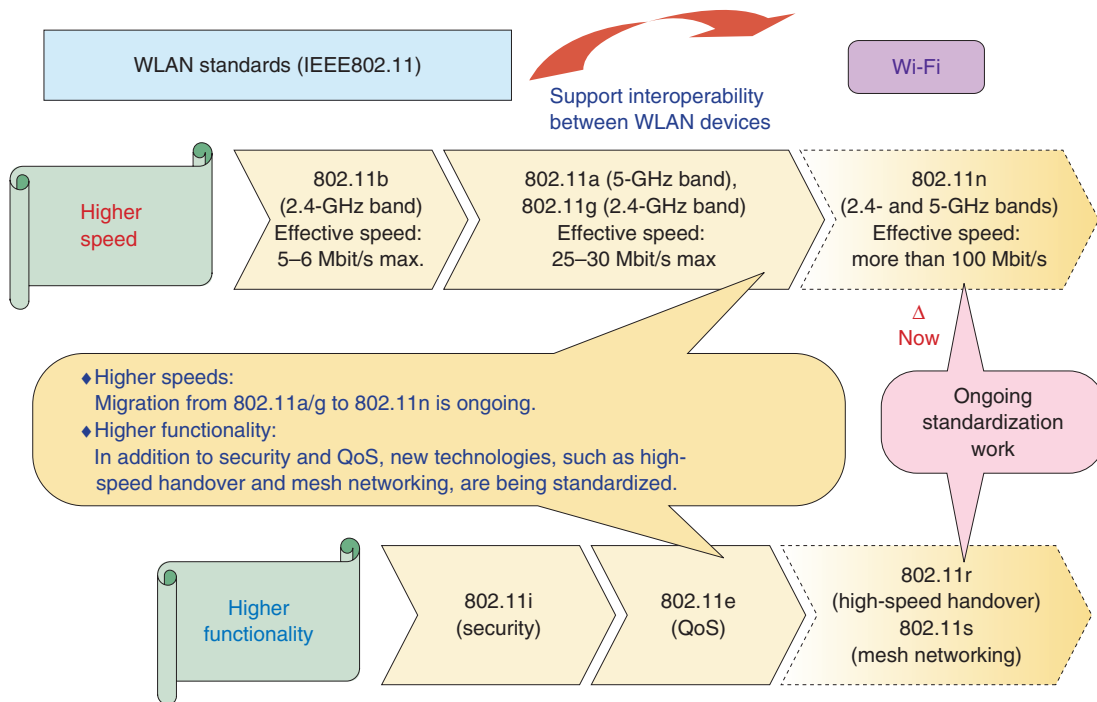 WLAN standards (IEEE802.11)
Support interoperability
between WLAN devices
Wi-Fi
Higher
speed
802.11b
(2.4-GHz band)
Effective speed:
5–6 Mbit/s max.
802.11a (5-GHz band),
802.11g (2.4-GHz band)
Effective speed:
25–30 Mbit/s max
802.11n
(2.4- and 5-GHz bands)
Effective speed:
more than 100 Mbit/s
Δ
Now
♦Higher speeds:
Migration from 802.11a/g to 802.11n is ongoing.
♦Higher functionality:
In addition to security and QoS, new technologies, such as high-
speed handover and mesh networking, are being standardized.
Ongoing
standardization
work
Higher
functionality
802.11i
(security)
802.11e
(QoS)
802.11r
(high-speed handover)
802.11s
(mesh networking)